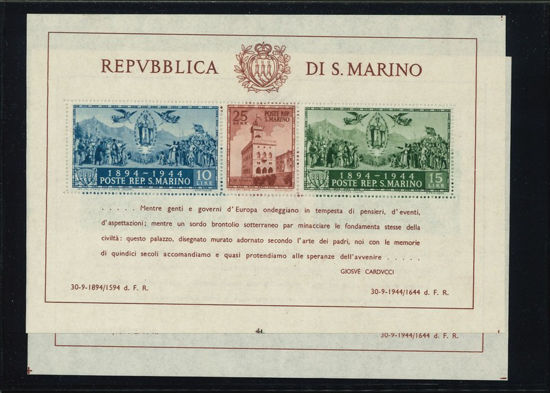 REPVBBLICA DI S. MARINO
1894-1944
10 LIRE
POSTE REP. S. MARINO
25 CENT
POSTE REP. S. MARINO
1894-1944
15 LIRE
POSTE REP. S. MARINO
. . . . . Mentre genti e governi d'Europa ondeggiano in tempesta di pensieri, d'eventi,
d'aspettazioni; mentre un sordo brontolio sotterraneo par minacciare le fondamenta stesse della
civiltà: questo palazzo, disegnato murato adornato secondo l'arte dei padri, noi con le memorie
di quindici secoli accomandiamo e quasi protendiamo alle speranze dell'avvenire . . . . .
GIOSVÈ CARDVCCI
30-9-1894/1594 d. F. R. 30-9-1944/1644 d. F. R.
-1944/1644 d. F. R.